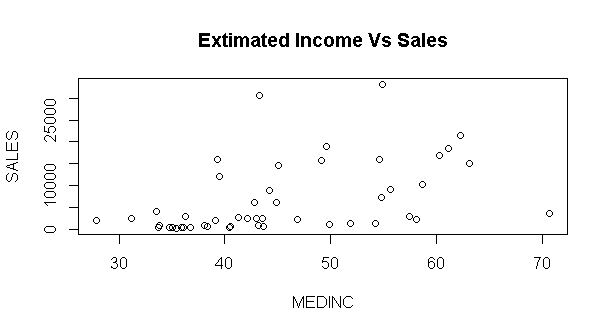 Extimated Income Vs Sales
SALES
25000
10000
0
30 40 50 60 70
MEDINC